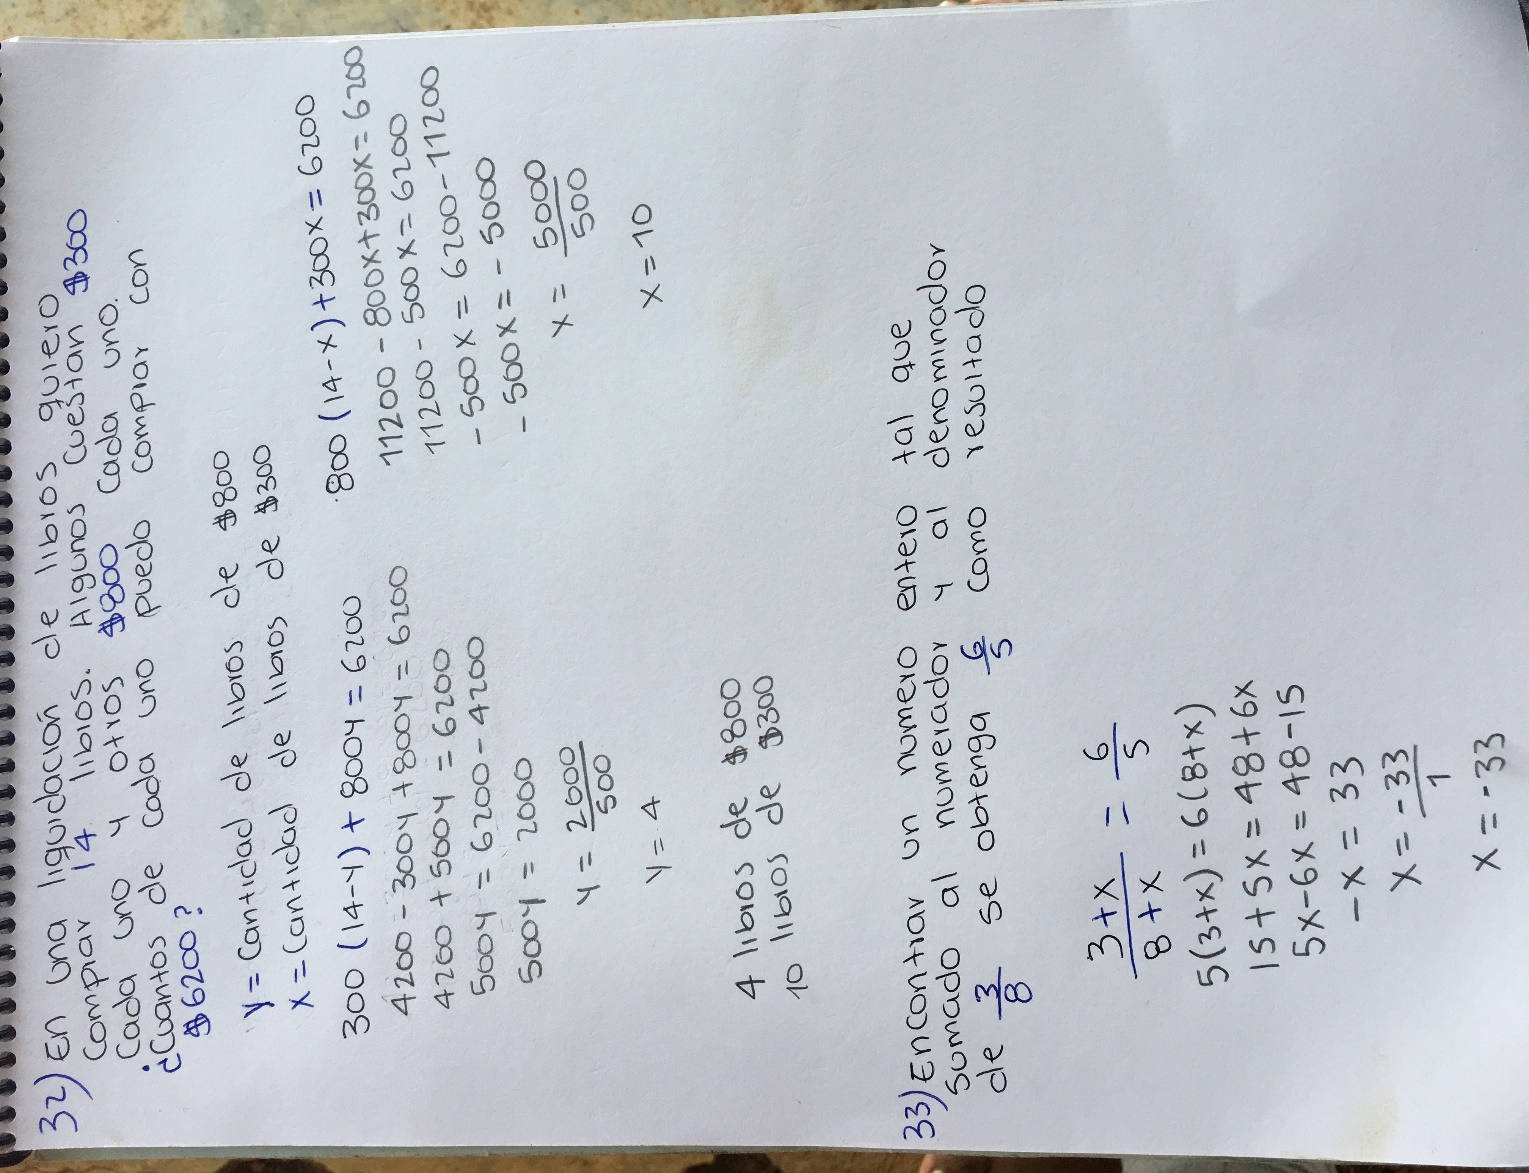 32) En una liquidación de libros quiero
comprar 14 libros. Algunos cuestan $300
cada uno y otros $800 cada uno.
¿Cuantos de cada uno puedo comprar con
$6200?
y = Cantidad de libros de $800
x = Cantidad de libros de $300
300 (14-y) + 800y = 6200
4200 - 300y + 800y = 6200
4200 + 500y = 6200
500y = 6200 - 4200
500y = 2000
y = 2000/500
y = 4
800 (14-x) + 300x = 6200
11200 - 800x + 300x = 6200
11200 - 500x = 6200
-500x = 6200 - 11200
-500x = -5000
x = 5000/500
x = 10
4 libros de $800
10 libros de $300
33) Encontrar un numero entero tal que
sumado al numerador y al denominador
de 3/8 se obtenga 6/5 como resultado
3+x/8+x = 6/5
5(3+x) = 6(8+x)
15+5x = 48+6x
5x-6x = 48-15
-x = 33
x = -33/1
x = -33